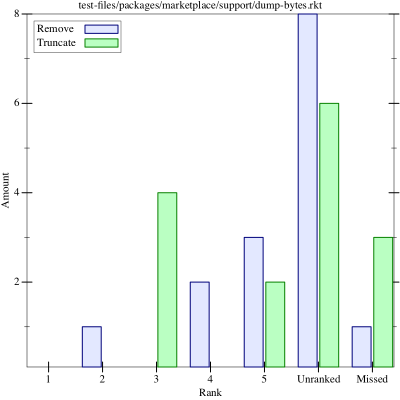 test-files/packages/marketplace/support/dump-bytes.rkt
Remove
Truncate
8
6
4
2
Amount
1 2 3 4 5 Unranked Missed
Rank